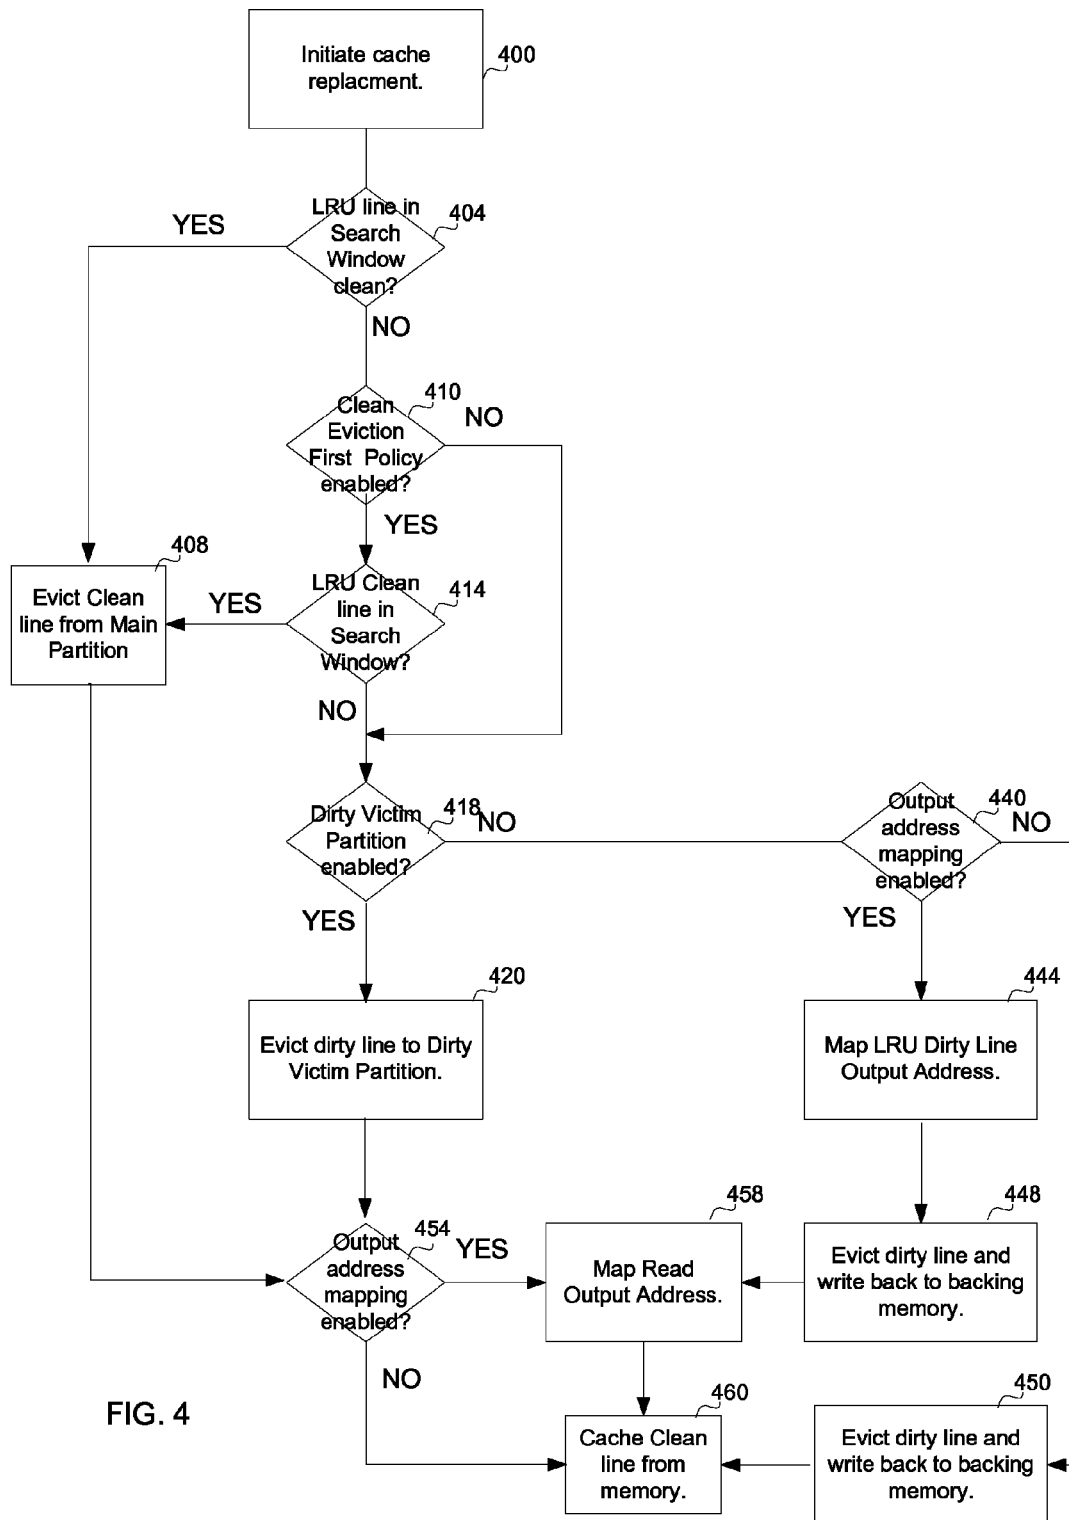 Initiate cache
replacment.
400
LRU line in
Search
Window
clean?
404
YES
NO
Clean
Eviction
First Policy
enabled?
410
NO
YES
408
Evict Clean
line from Main
Partition
YES
LRU Clean
line in
Search
Window?
414
NO
Dirty Victim
Partition
enabled?
418
NO
Output
address
mapping
enabled?
440
NO
YES
YES
420
Evict dirty line to Dirty
Victim Partition.
444
Map LRU Dirty Line
Output Address.
Output
address
mapping
enabled?
454
YES
458
Map Read
Output Address.
448
Evict dirty line and
write back to backing
memory.
NO
FIG. 4
460
Cache Clean
line from
memory.
450
Evict dirty line and
write back to backing
memory.